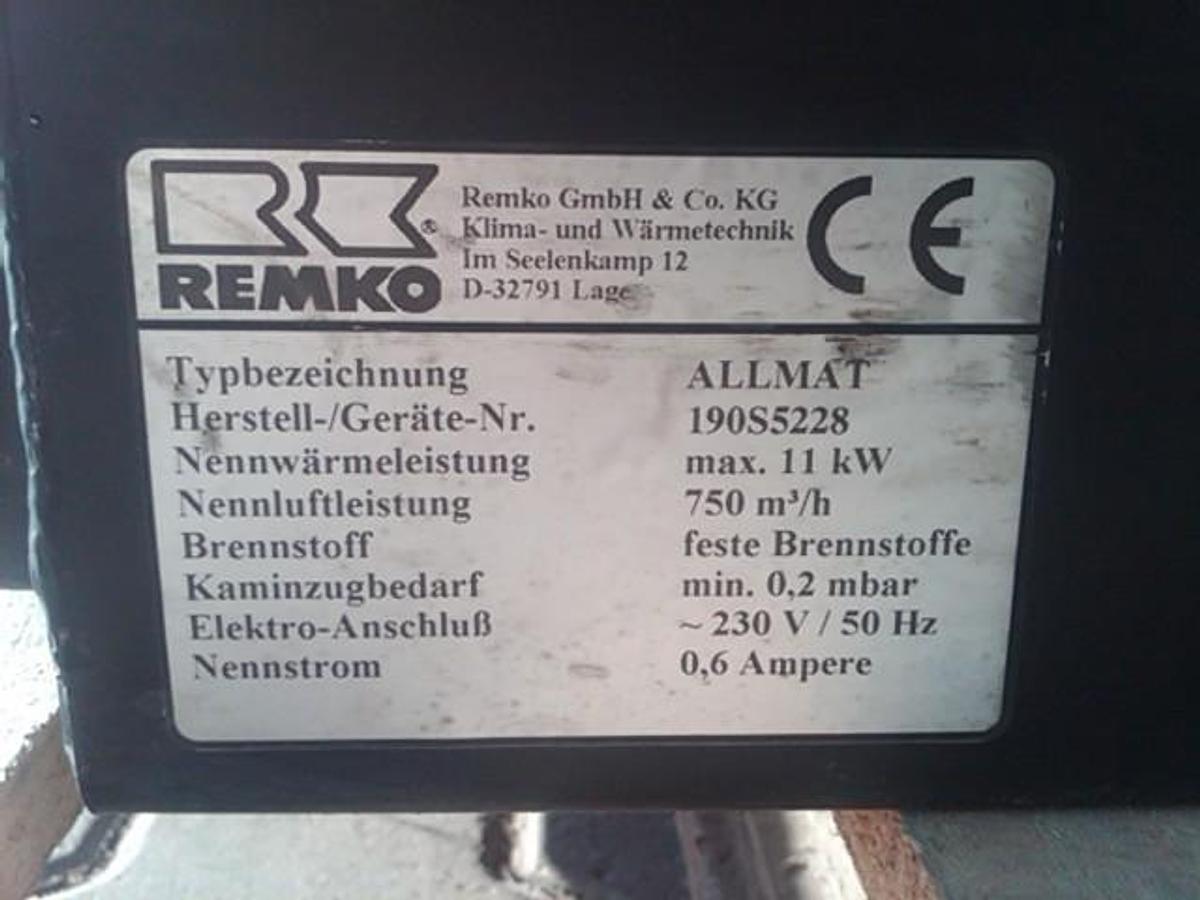 REMKO®
Remko GmbH & Co. KG
Klima- und Wärmetechnik
Im Seelenkamp 12
D-32791 Lage
CE
Typbezeichnung ALLMAT
Herstell-/Geräte-Nr. 190S5228
Nennwärmeleistung max. 11 kW
Nennluftleistung 750 m³/h
Brennstoff feste Brennstoffe
Kaminzugbedarf min. 0,2 mbar
Elektro-Anschluß ~ 230 V / 50 Hz
Nennstrom 0,6 Ampere